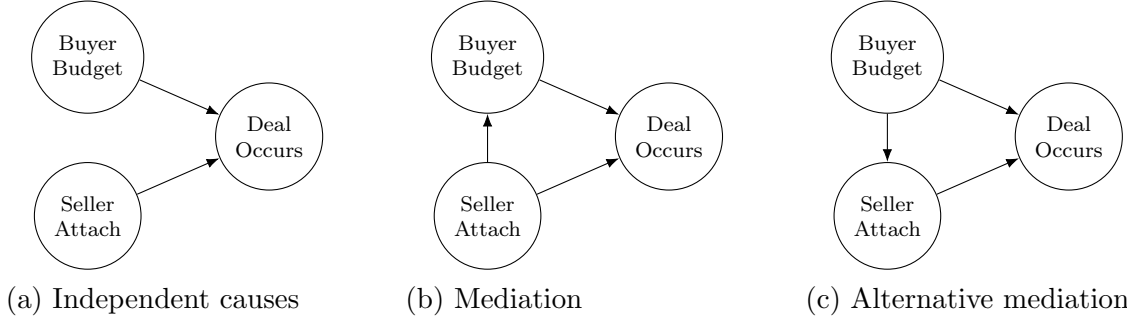 Buyer
Budget
Deal
Occurs
Seller
Attach
(a) Independent causes
Buyer
Budget
Deal
Occurs
Seller
Attach
(b) Mediation
Buyer
Budget
Deal
Occurs
Seller
Attach
(c) Alternative mediation